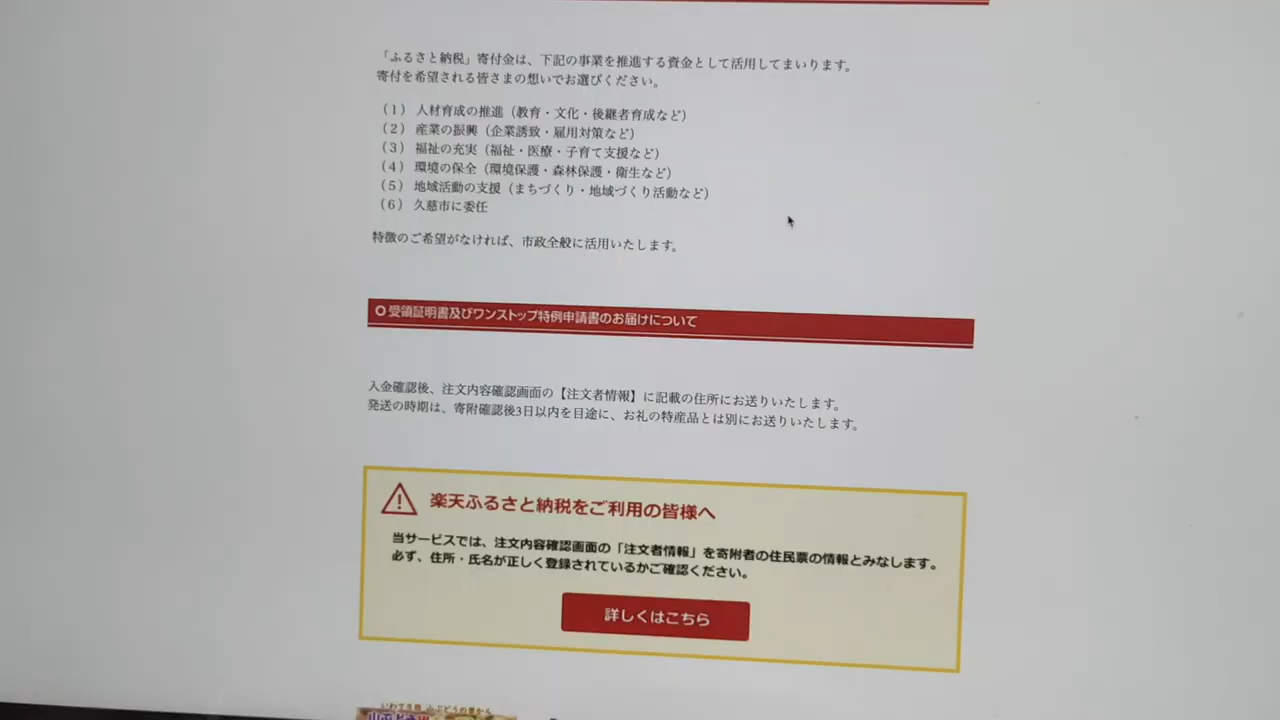 「ふるさと納税」寄付金は、下記の事業を推進する資金として活用してまいります。
寄付を希望される皆さまの想いでお選びください。
（1） 人材育成の推進（教育・文化・後継者育成など）
（2） 産業の振興（企業誘致・雇用対策など）
（3） 福祉の充実（福祉・医療・子育て支援など）
（4） 環境の保全（環境保護・森林保護・衛生など）
（5） 地域活動の支援（まちづくり・地域づくり活動など）
（6） 久慈市に委任
特徴のご希望がなければ、市政全般に活用いたします。
受領証明書及びワンストップ特例申請書のお届けについて
入金確認後、注文内容確認画面の【注文者情報】に記載の住所にお送りいたします。
発送の時期は、寄附確認後3日以内を目途に、お礼の特産品とは別にお送りいたします。
楽天ふるさと納税をご利用の皆様へ
当サービスでは、注文内容確認画面の「注文者情報」を寄附者の住民票の情報とみなします。
必ず、住所・氏名が正しく登録されているかご確認ください。
詳しくはこちら